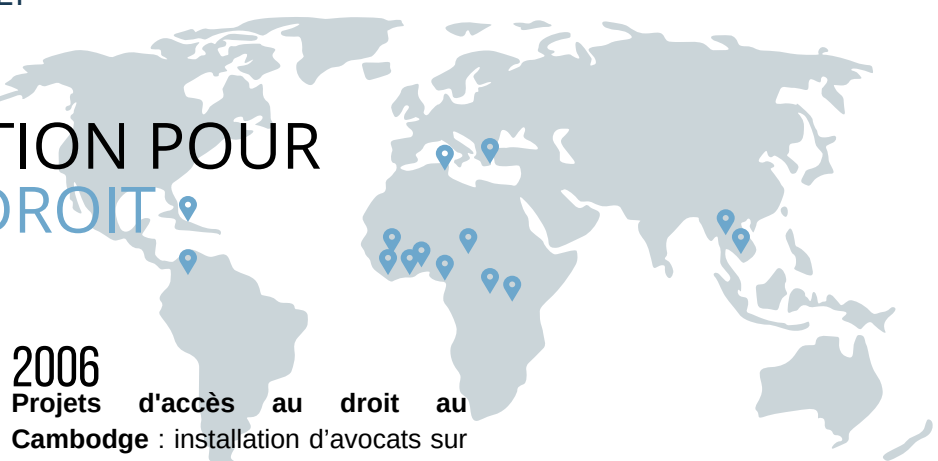 TION POUR
DROIT
2006
Projets d'accès au droit au
Cambodge : installation d’avocats sur